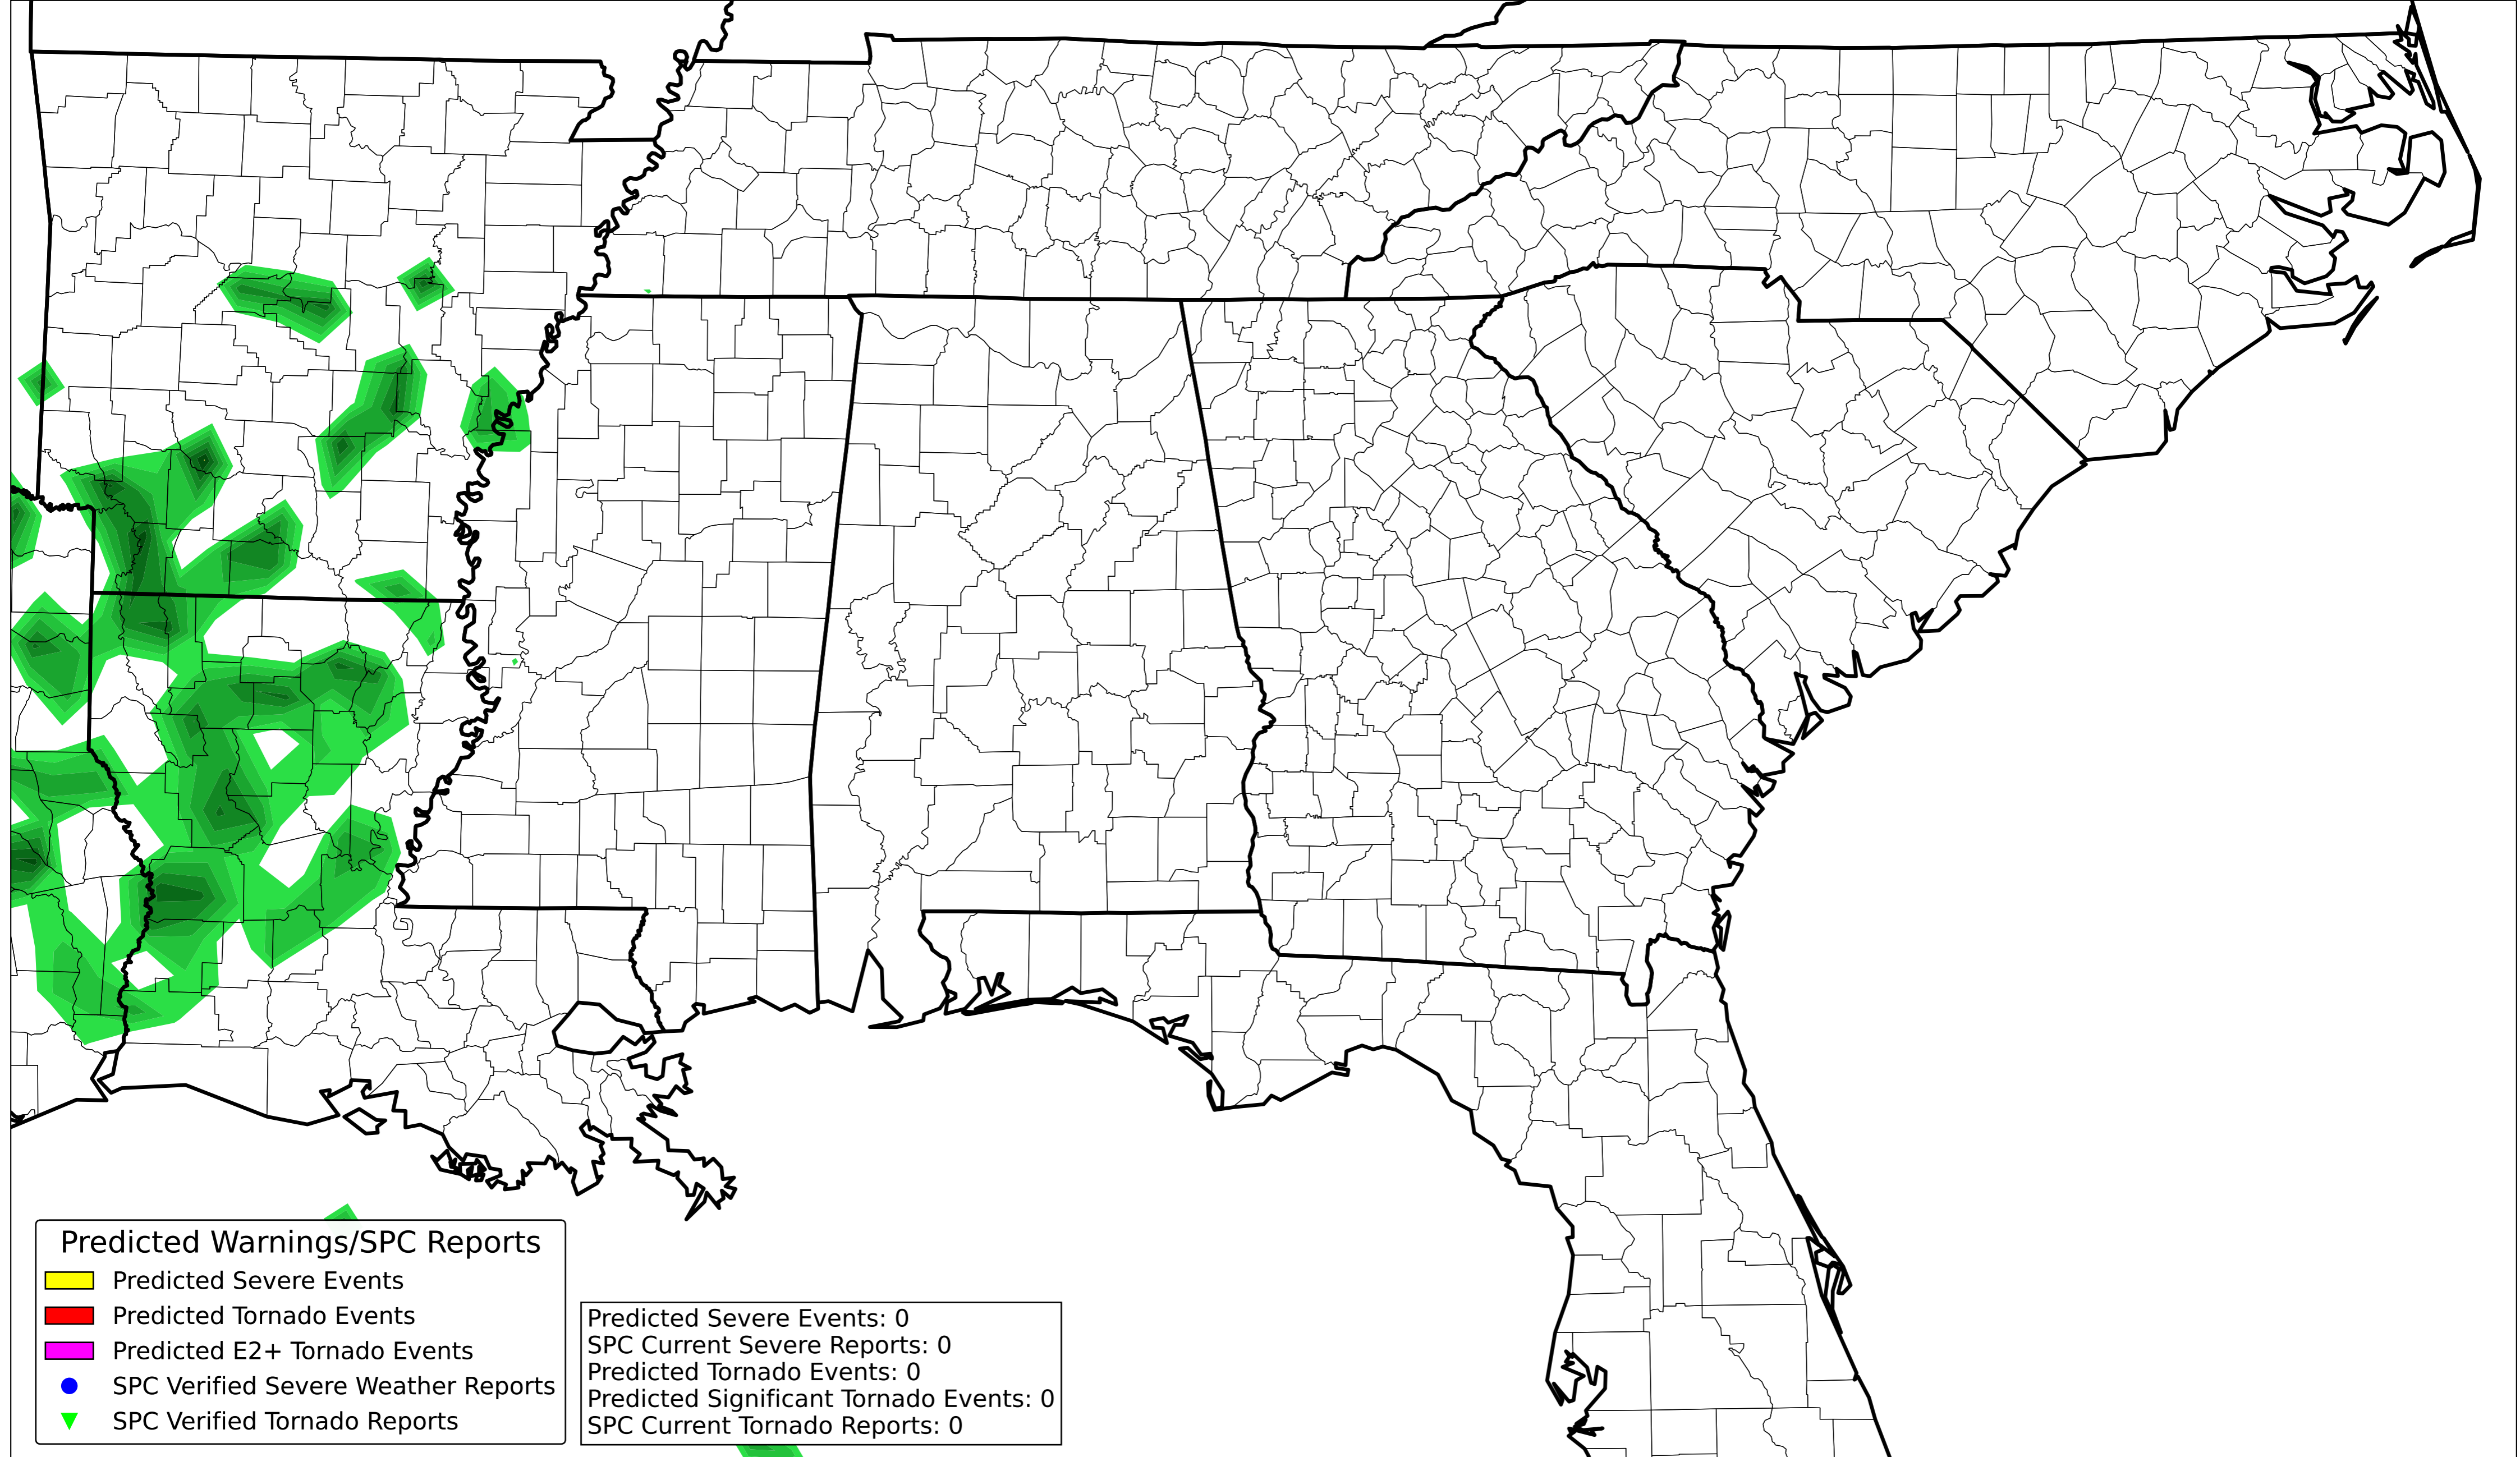 Predicted Warnings/SPC Reports
Predicted Severe Events
Predicted Tornado Events
Predicted E2+ Tornado Events
SPC Verified Severe Weather Reports
SPC Verified Tornado Reports
Predicted Severe Events: 0
SPC Current Severe Reports: 0
Predicted Tornado Events: 0
Predicted Significant Tornado Events: 0
SPC Current Tornado Reports: 0